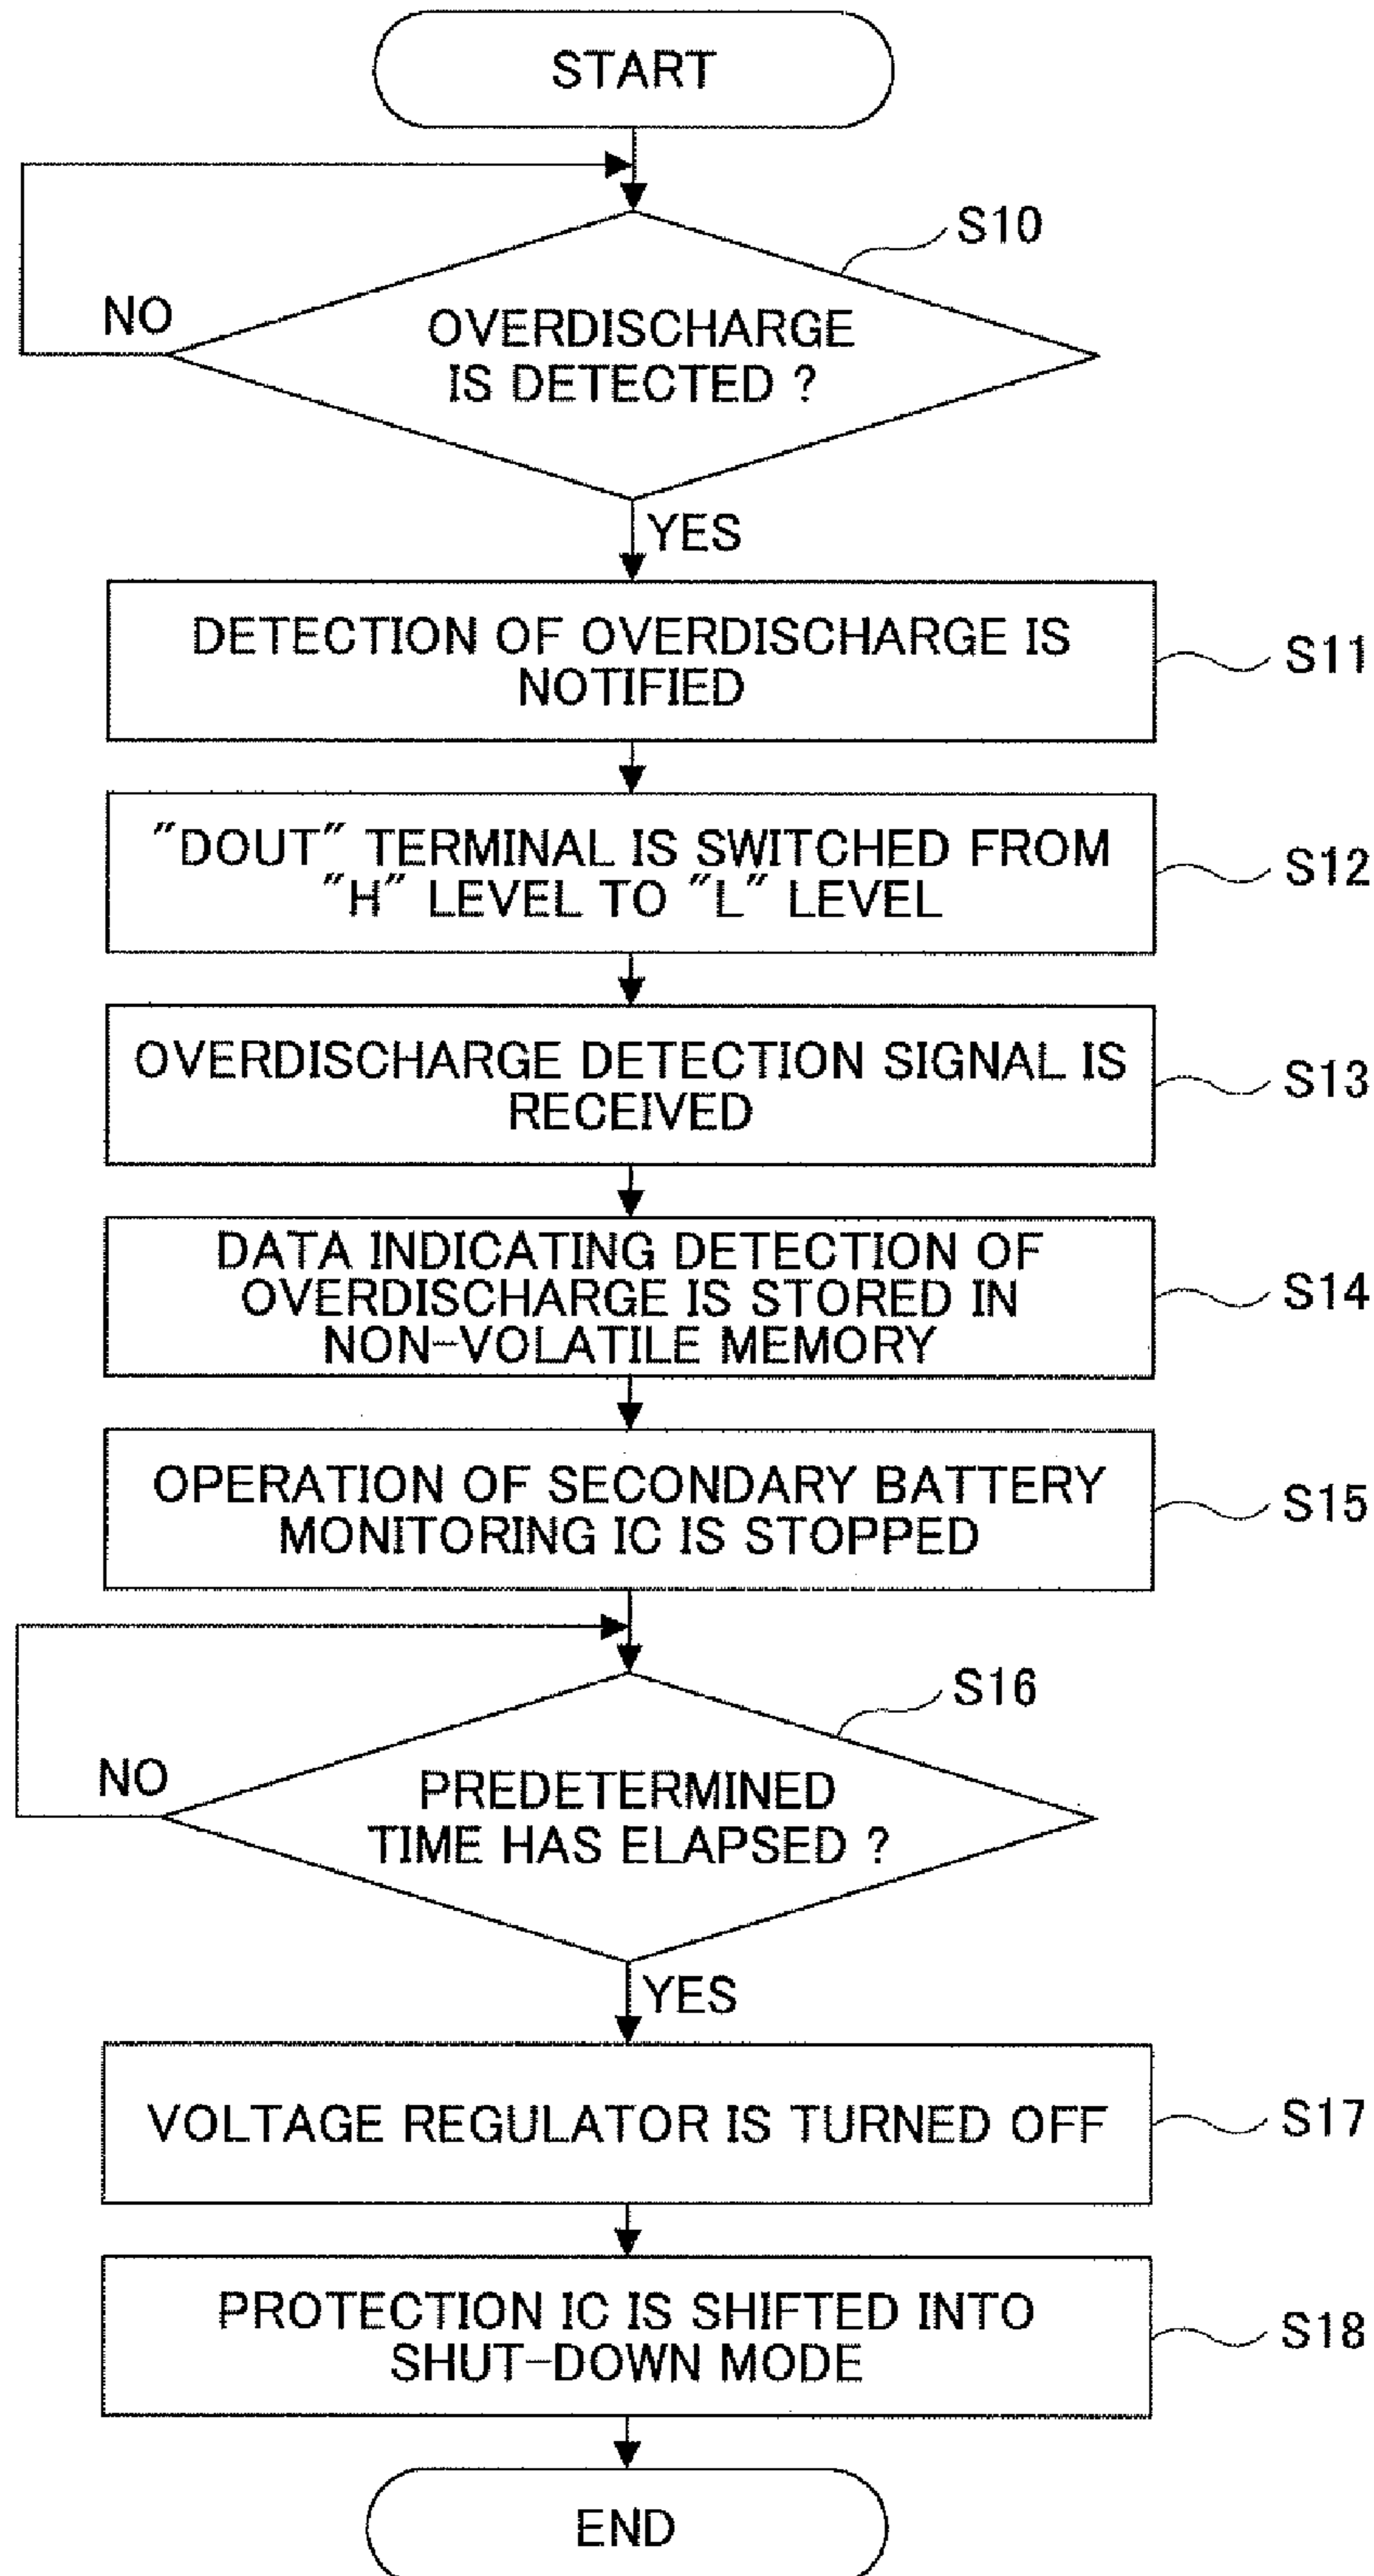 START
S10
NO
OVERDISCHARGE
IS DETECTED ?
YES
DETECTION OF OVERDISCHARGE IS
NOTIFIED
S11
"DOUT" TERMINAL IS SWITCHED FROM
"H" LEVEL TO "L" LEVEL
S12
OVERDISCHARGE DETECTION SIGNAL IS
RECEIVED
S13
DATA INDICATING DETECTION OF
OVERDISCHARGE IS STORED IN
NON-VOLATILE MEMORY
S14
OPERATION OF SECONDARY BATTERY
MONITORING IC IS STOPPED
S15
S16
NO
PREDETERMINED
TIME HAS ELAPSED ?
YES
VOLTAGE REGULATOR IS TURNED OFF
S17
PROTECTION IC IS SHIFTED INTO
SHUT-DOWN MODE
S18
END